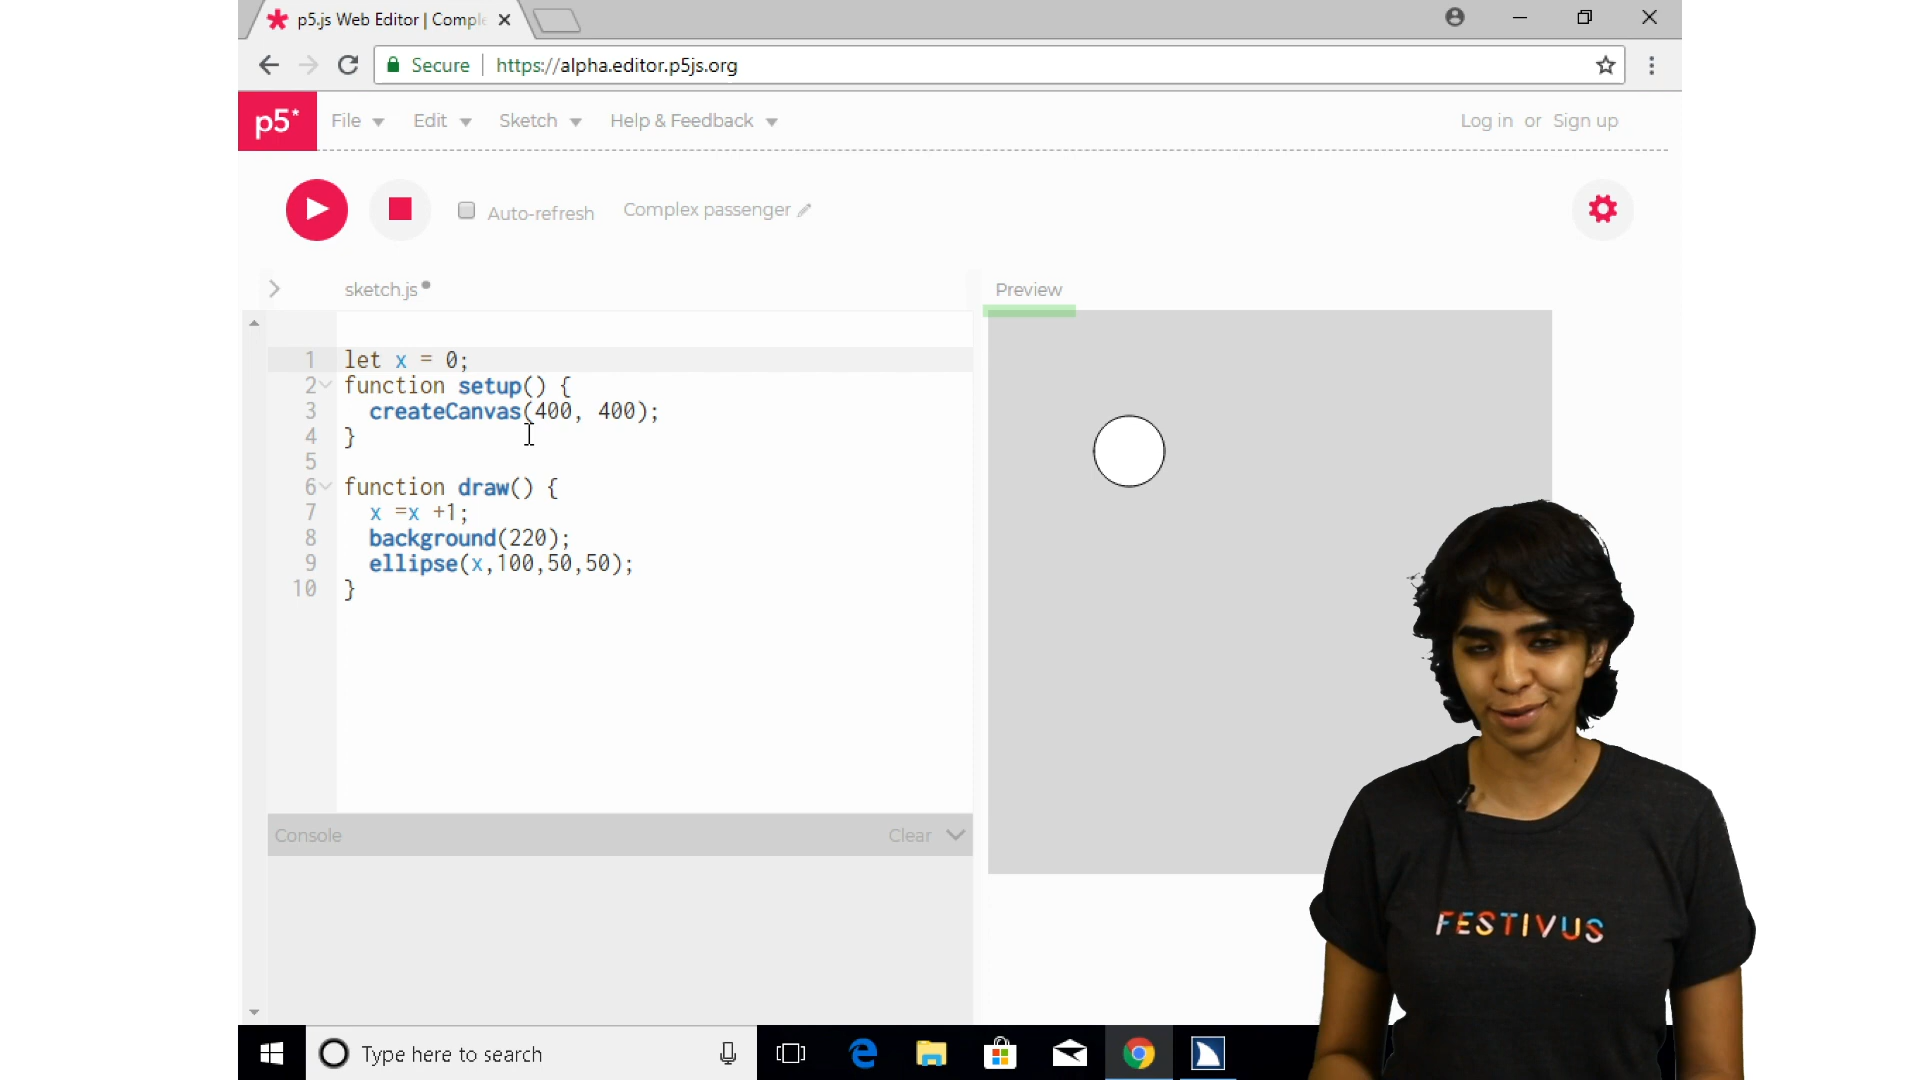 p5.js Web Editor | Comple
Secure
https://alpha.editor.p5js.org
p5*
File
Edit
Sketch
Help & Feedback
Log in or Sign up
Auto-refresh
Complex passenger
sketch.js
Preview
1 let x = 0;
2 function setup() {
3 createCanvas(400, 400);
4 }
5
6 function draw() {
7 x =x +1;
8 background(220);
9 ellipse(x,100,50,50);
10 }
Console
Clear
FESTIVUS
Type here to search